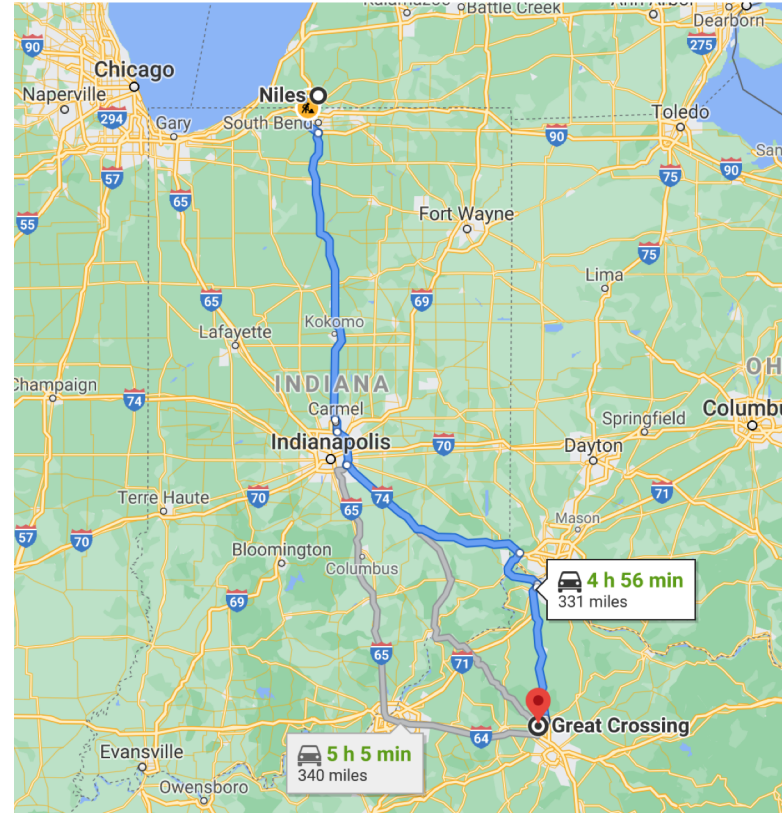 Kalamazoo
Battle Creek
Ann Arbor
Dearborn
90
275
Chicago
Naperville
Niles
294
Gary
South Bend
Toledo
90
57
90
75
65
55
Fort Wayne
75
Lima
65
69
Kokomo
Lafayette
INDIANA
Champaign
74
Carmel
Springfield
Columbu
OH
Indianapolis
70
Dayton
Terre Haute
70
74
71
65
Mason
57
70
Bloomington
Columbus
4 h 56 min
331 miles
69
65
71
Great Crossing
64
5 h 5 min
340 miles
Evansville
Owensboro